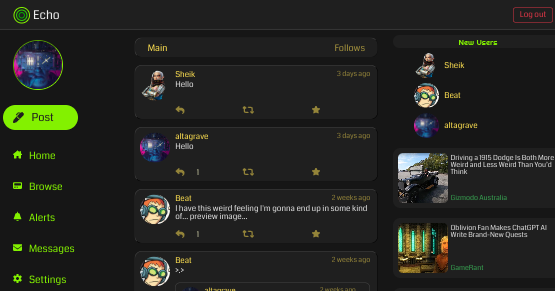 Echo
Log out
Post
Home
Browse
Alerts
Messages
Settings
Main
Follows
Sheik
3 days ago
Hello
altagrave
3 days ago
Hello
1
Beat
2 weeks ago
I have this weird feeling I'm gonna end up in some kind
of... preview image...
1
Beat
2 weeks ago
>.>
altagrave
2 weeks ago
New Users
Sheik
Beat
altagrave
Driving a 1915 Dodge Is Both More
Weird and Less Weird Than You'd
Think
Gizmodo Australia
Oblivion Fan Makes ChatGPT AI
Write Brand-New Quests
GameRant